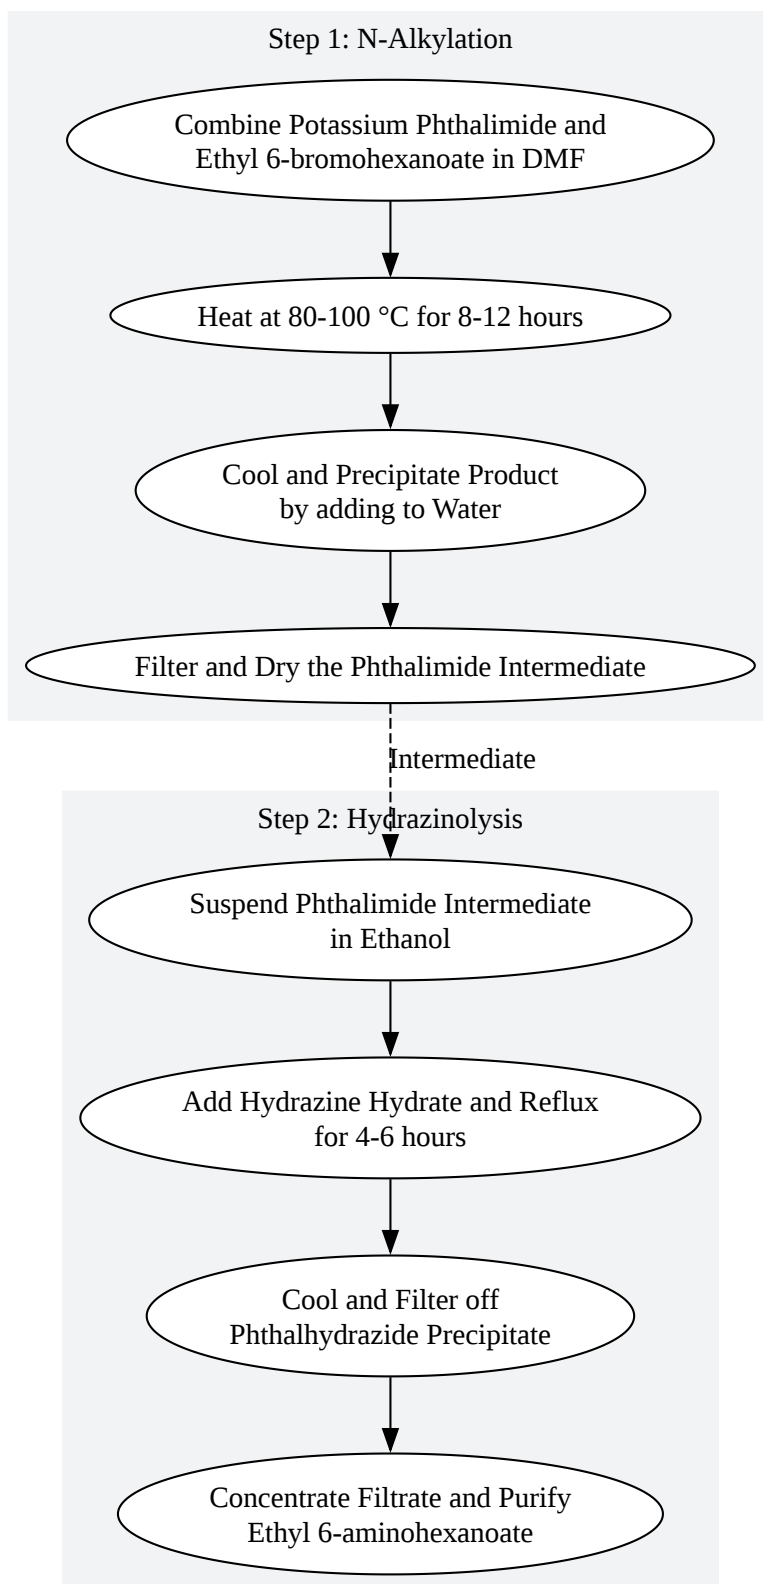 Step 1: N-Alkylation
Combine Potassium Phthalimide and
Ethyl 6-bromohexanoate in DMF
Heat at 80-100 °C for 8-12 hours
Cool and Precipitate Product
by adding to Water
Filter and Dry the Phthalimide Intermediate
Intermediate
Step 2: Hydrazinolysis
Suspend Phthalimide Intermediate
in Ethanol
Add Hydrazine Hydrate and Reflux
for 4-6 hours
Cool and Filter off
Phthalhydrazide Precipitate
Concentrate Filtrate and Purify
Ethyl 6-aminohexanoate